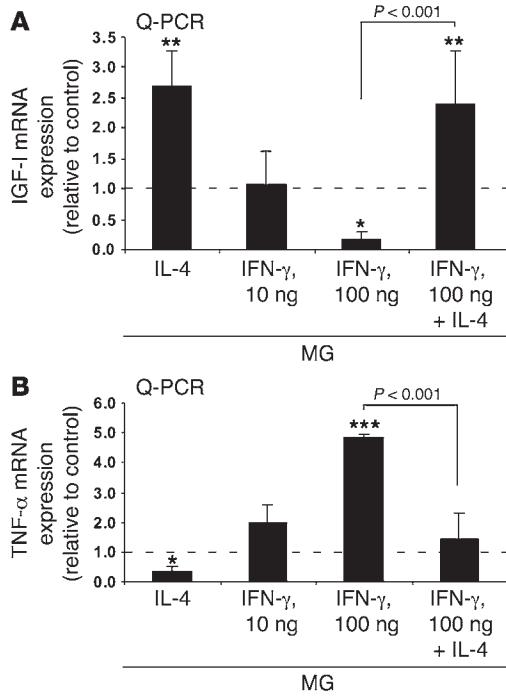 A
Q-PCR
P < 0.001
IGF-I mRNA
expression
(relative to control)
3.5
3.0
2.5
2.0
1.5
1.0
0.5
0.0
**
*
**
IL-4
IFN-γ,
10 ng
IFN-γ,
100 ng
IFN-γ,
100 ng
+ IL-4
MG
B
Q-PCR
P < 0.001
TNF-α mRNA
expression
(relative to control)
6.0
5.0
4.0
3.0
2.0
1.0
0.0
*
***
IL-4
IFN-γ,
10 ng
IFN-γ,
100 ng
IFN-γ,
100 ng
+ IL-4
MG